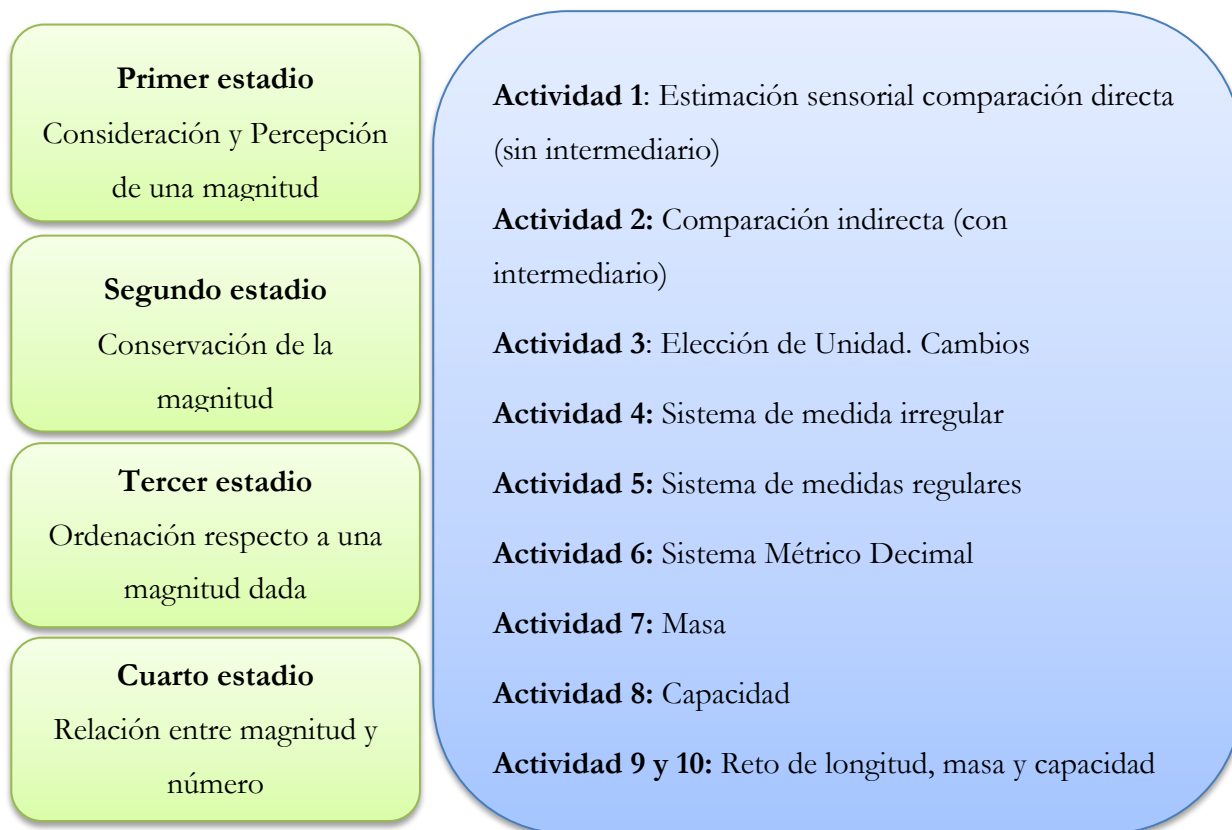 Primer estadio
Consideración y Percepción
de una magnitud
Segundo estadio
Conservación de la
magnitud
Tercer estadio
Ordenación respecto a una
magnitud dada
Cuarto estadio
Relación entre magnitud y
número
Actividad 1: Estimación sensorial comparación directa
(sin intermediario)
Actividad 2: Comparación indirecta (con
intermediario)
Actividad 3: Elección de Unidad. Cambios
Actividad 4: Sistema de medida irregular
Actividad 5: Sistema de medidas regulares
Actividad 6: Sistema Métrico Decimal
Actividad 7: Masa
Actividad 8: Capacidad
Actividad 9 y 10: Reto de longitud, masa y capacidad